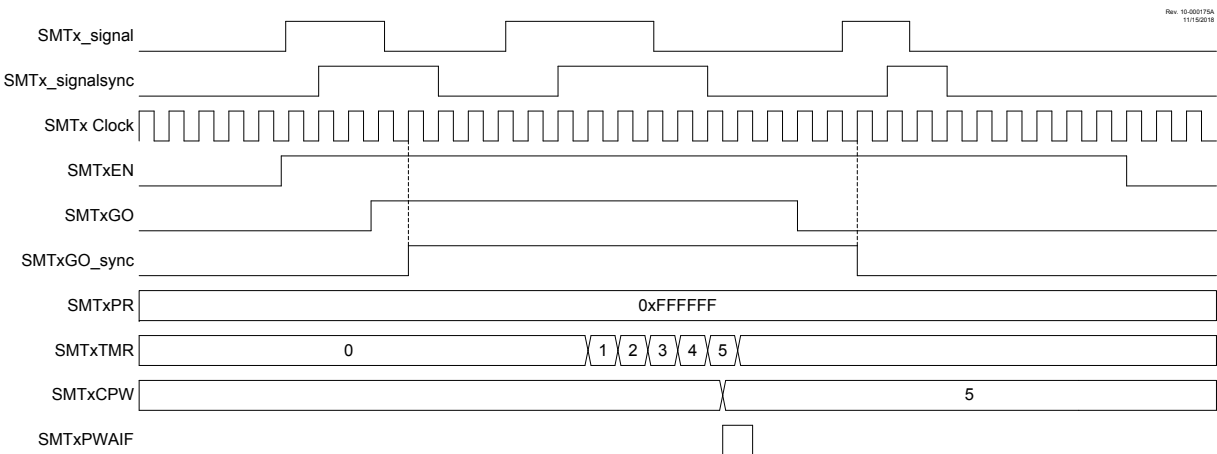 Rev. 10-000175A
11/15/2018
SMTx_signal
SMTx_signalsync
SMTx Clock
SMTxEN
SMTxGO
SMTxGO_sync
SMTxPR
0xFFFFFF
SMTxTMR
0 1 2 3 4 5
SMTxCPW
5
SMTxPWAIF